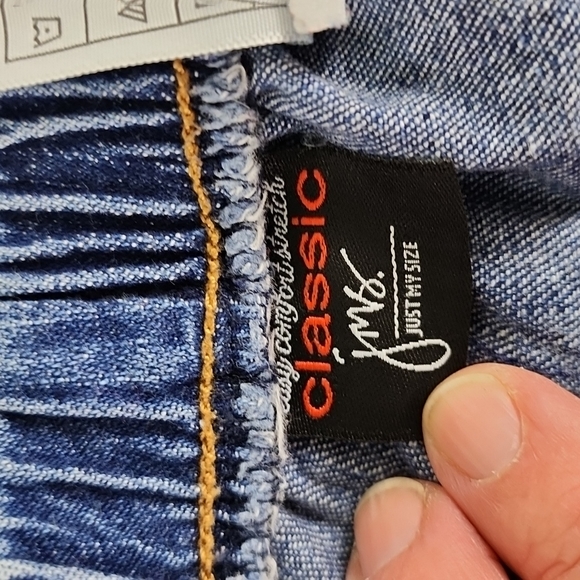 jms.
JUST MY SIZE
classic
easy comfort stretch